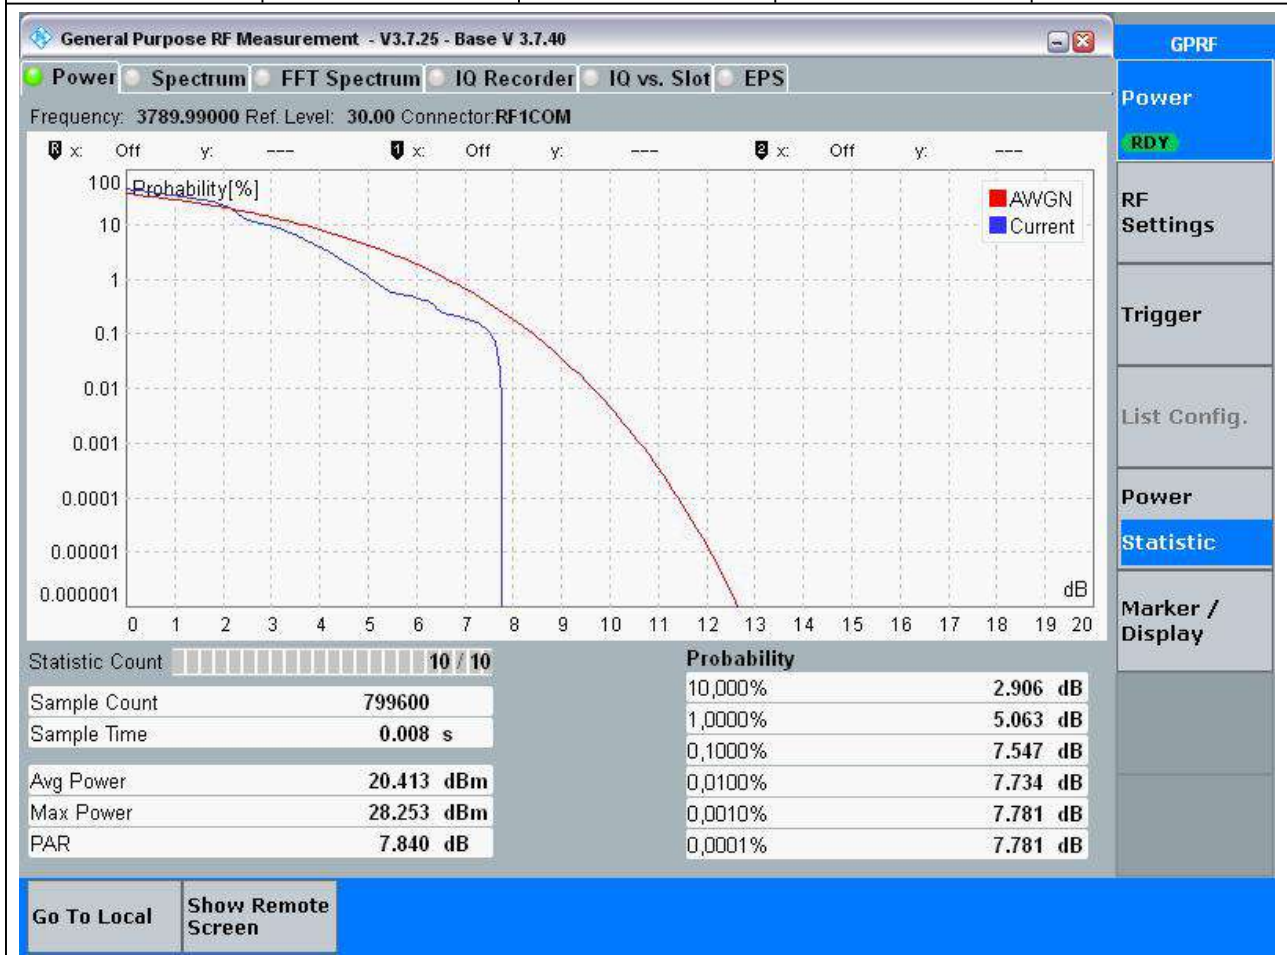 General Purpose RF Measurement - V3.7.25 - Base V 3.7.40
GPRF
Power Spectrum FFT Spectrum IQ Recorder IQ vs. Slot EPS
Power
RDY
Frequency: 3789.99000 Ref. Level: 30.00 Connector:RF1COM
R x: Off y: --- 1 x: Off y: --- 2 x: Off y: ---
Probability[%]
AWGN
Current
100
10
1
0.1
0.01
0.001
0.0001
0.00001
0.000001
dB
0 1 2 3 4 5 6 7 8 9 10 11 12 13 14 15 16 17 18 19 20
RF
Settings
Trigger
List Config.
Power
Statistic
Marker /
Display
Statistic Count 10 / 10
Sample Count 799600
Sample Time 0.008 s
Avg Power 20.413 dBm
Max Power 28.253 dBm
PAR 7.840 dB
Probability
10,000% 2.906 dB
1,0000% 5.063 dB
0,1000% 7.547 dB
0,0100% 7.734 dB
0,0010% 7.781 dB
0,0001% 7.781 dB
Go To Local
Show Remote
Screen